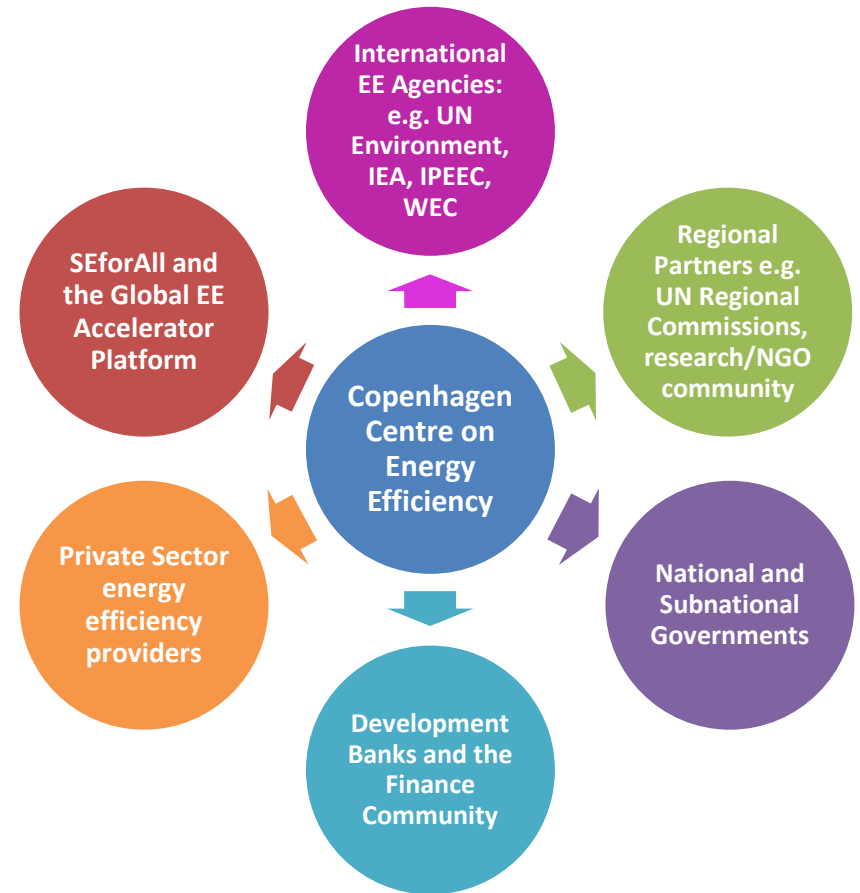 International
EE Agencies:
e.g. UN
Environment,
IEA, IPEEC,
WEC
Regional
Partners e.g.
UN Regional
Commissions,
research/NGO
community
National and
Subnational
Governments
Development
Banks and the
Finance
Community
Private Sector
energy
efficiency
providers
SEforAll and
the Global EE
Accelerator
Platform
Copenhagen
Centre on
Energy
Efficiency